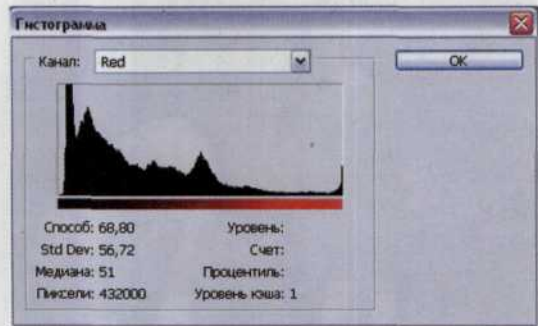 Гистограмма
Канал: Red
OK
Способ: 68,80 Уровень:
Std Dev: 56,72 Счет:
Медиана: 51 Процентиль:
Пиксели: 432000 Уровень кэша: 1